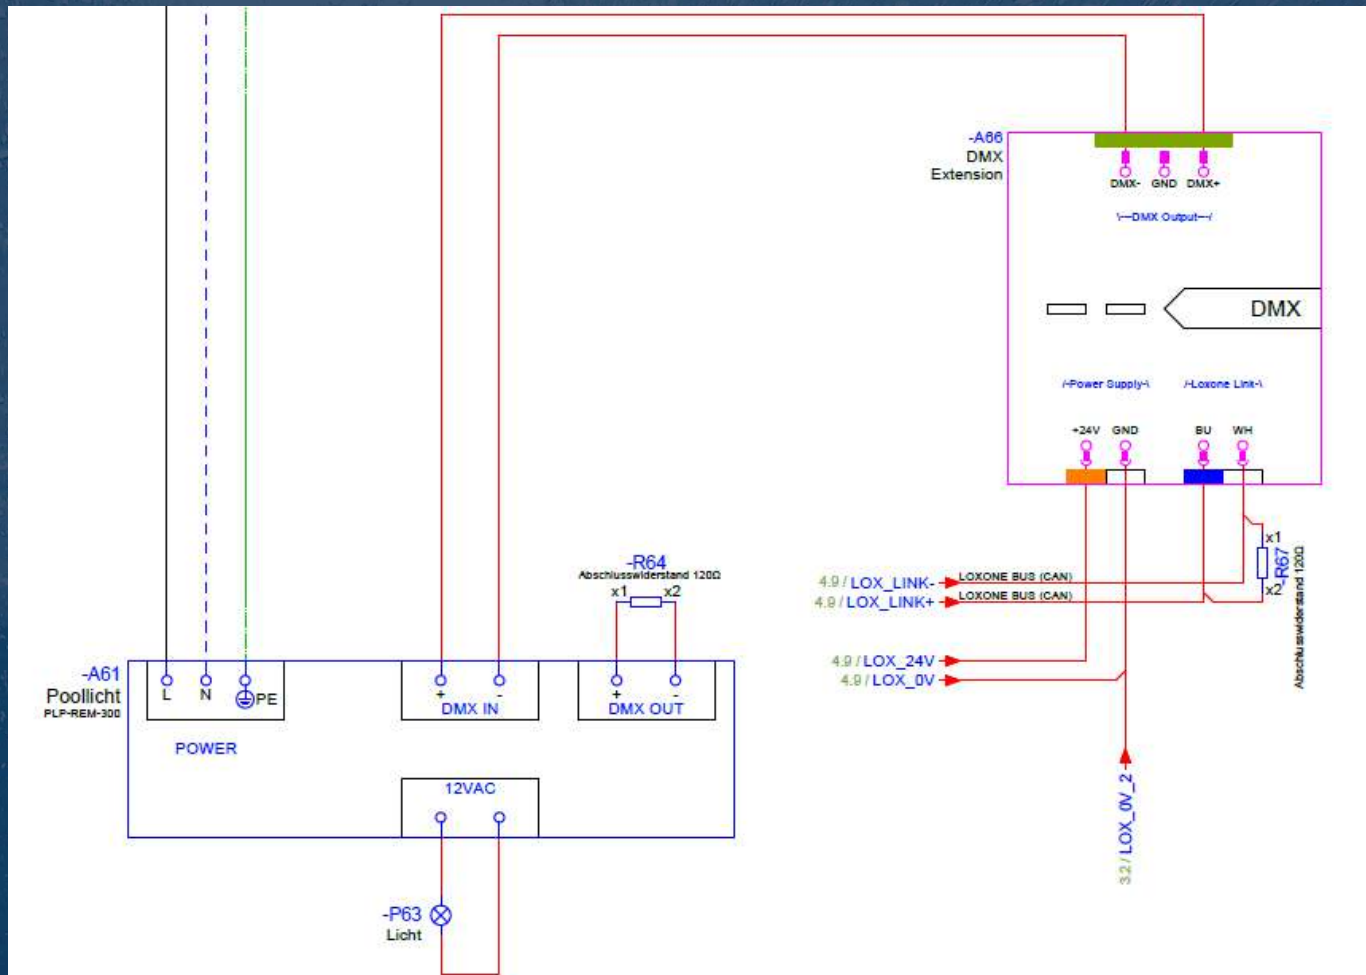 -A66
DMX
Extension
DMX- GND DMX+
\---DMX Output---/
DMX
/-Power Supply-\ /-Loxone Link-\
+24V GND BU WH
-R64
Abschlusswiderstand 120Ω
x1 x2
4.9 / LOX_LINK- LOXONE BUS (CAN)
4.9 / LOX_LINK+ LOXONE BUS (CAN)
x1
x2
-R67
Abschlusswiderstand 120Ω
4.9 / LOX_24V
4.9 / LOX_0V
3.2 / LOX_0V_2
-A61
Poollicht
PLP-REM-300
L N PE
POWER
+ -
DMX IN
+ -
DMX OUT
12VAC
-P63
Licht